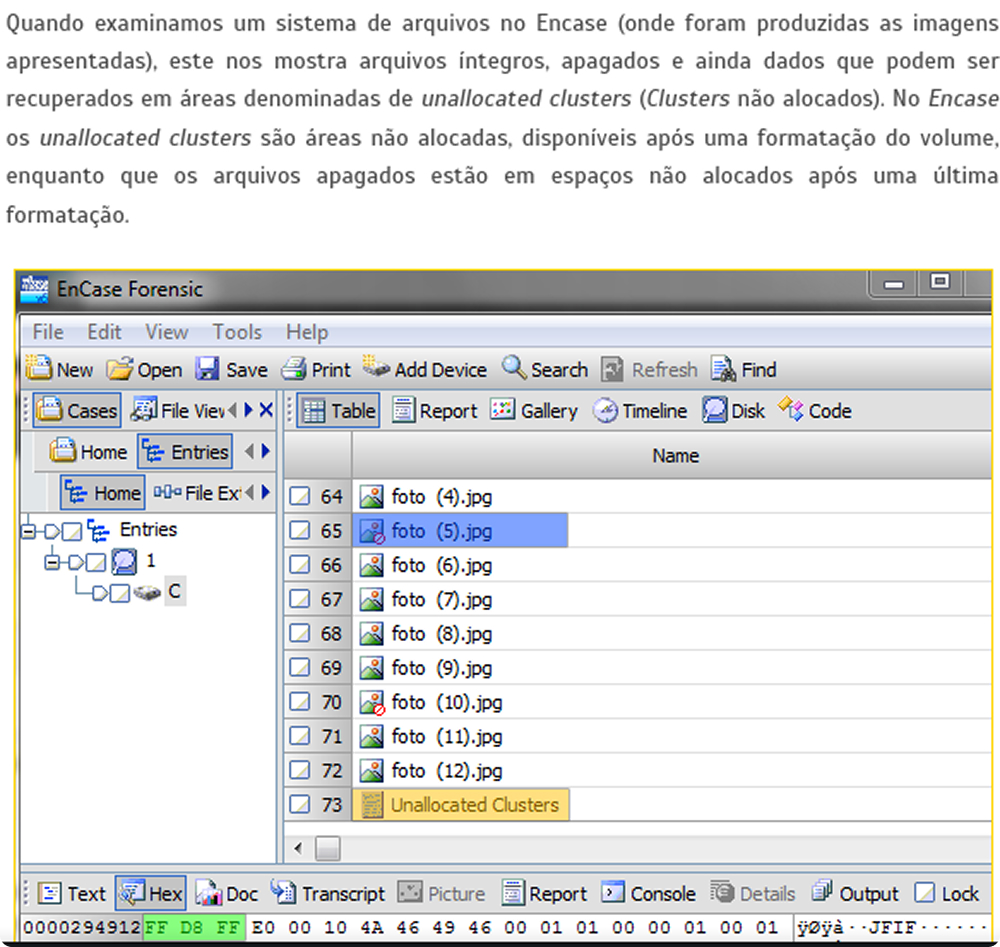 Quando examinamos um sistema de arquivos no Encase (onde foram produzidas as imagens
apresentadas), este nos mostra arquivos íntegros, apagados e ainda dados que podem ser
recuperados em áreas denominadas de unallocated clusters (Clusters não alocados). No Encase
os unallocated clusters são áreas não alocadas, disponíveis após uma formatação do volume,
enquanto que os arquivos apagados estão em espaços não alocados após uma última
formatação.
EnCase Forensic
File Edit View Tools Help
New Open Save Print Add Device Search Refresh Find
Cases File View Table Report Gallery Timeline Disk Code
Home Entries
Name
Home File Ex
64 foto (4).jpg
Entries
65 foto (5).jpg
1
66 foto (6).jpg
C
67 foto (7).jpg
68 foto (8).jpg
69 foto (9).jpg
70 foto (10).jpg
71 foto (11).jpg
72 foto (12).jpg
73 Unallocated Clusters
Text Hex Doc Transcript Picture Report Console Details Output Lock
0000294912 FF D8 FF E0 00 10 4A 46 49 46 00 01 01 00 00 01 00 01 ÿØÿà··JFIF······